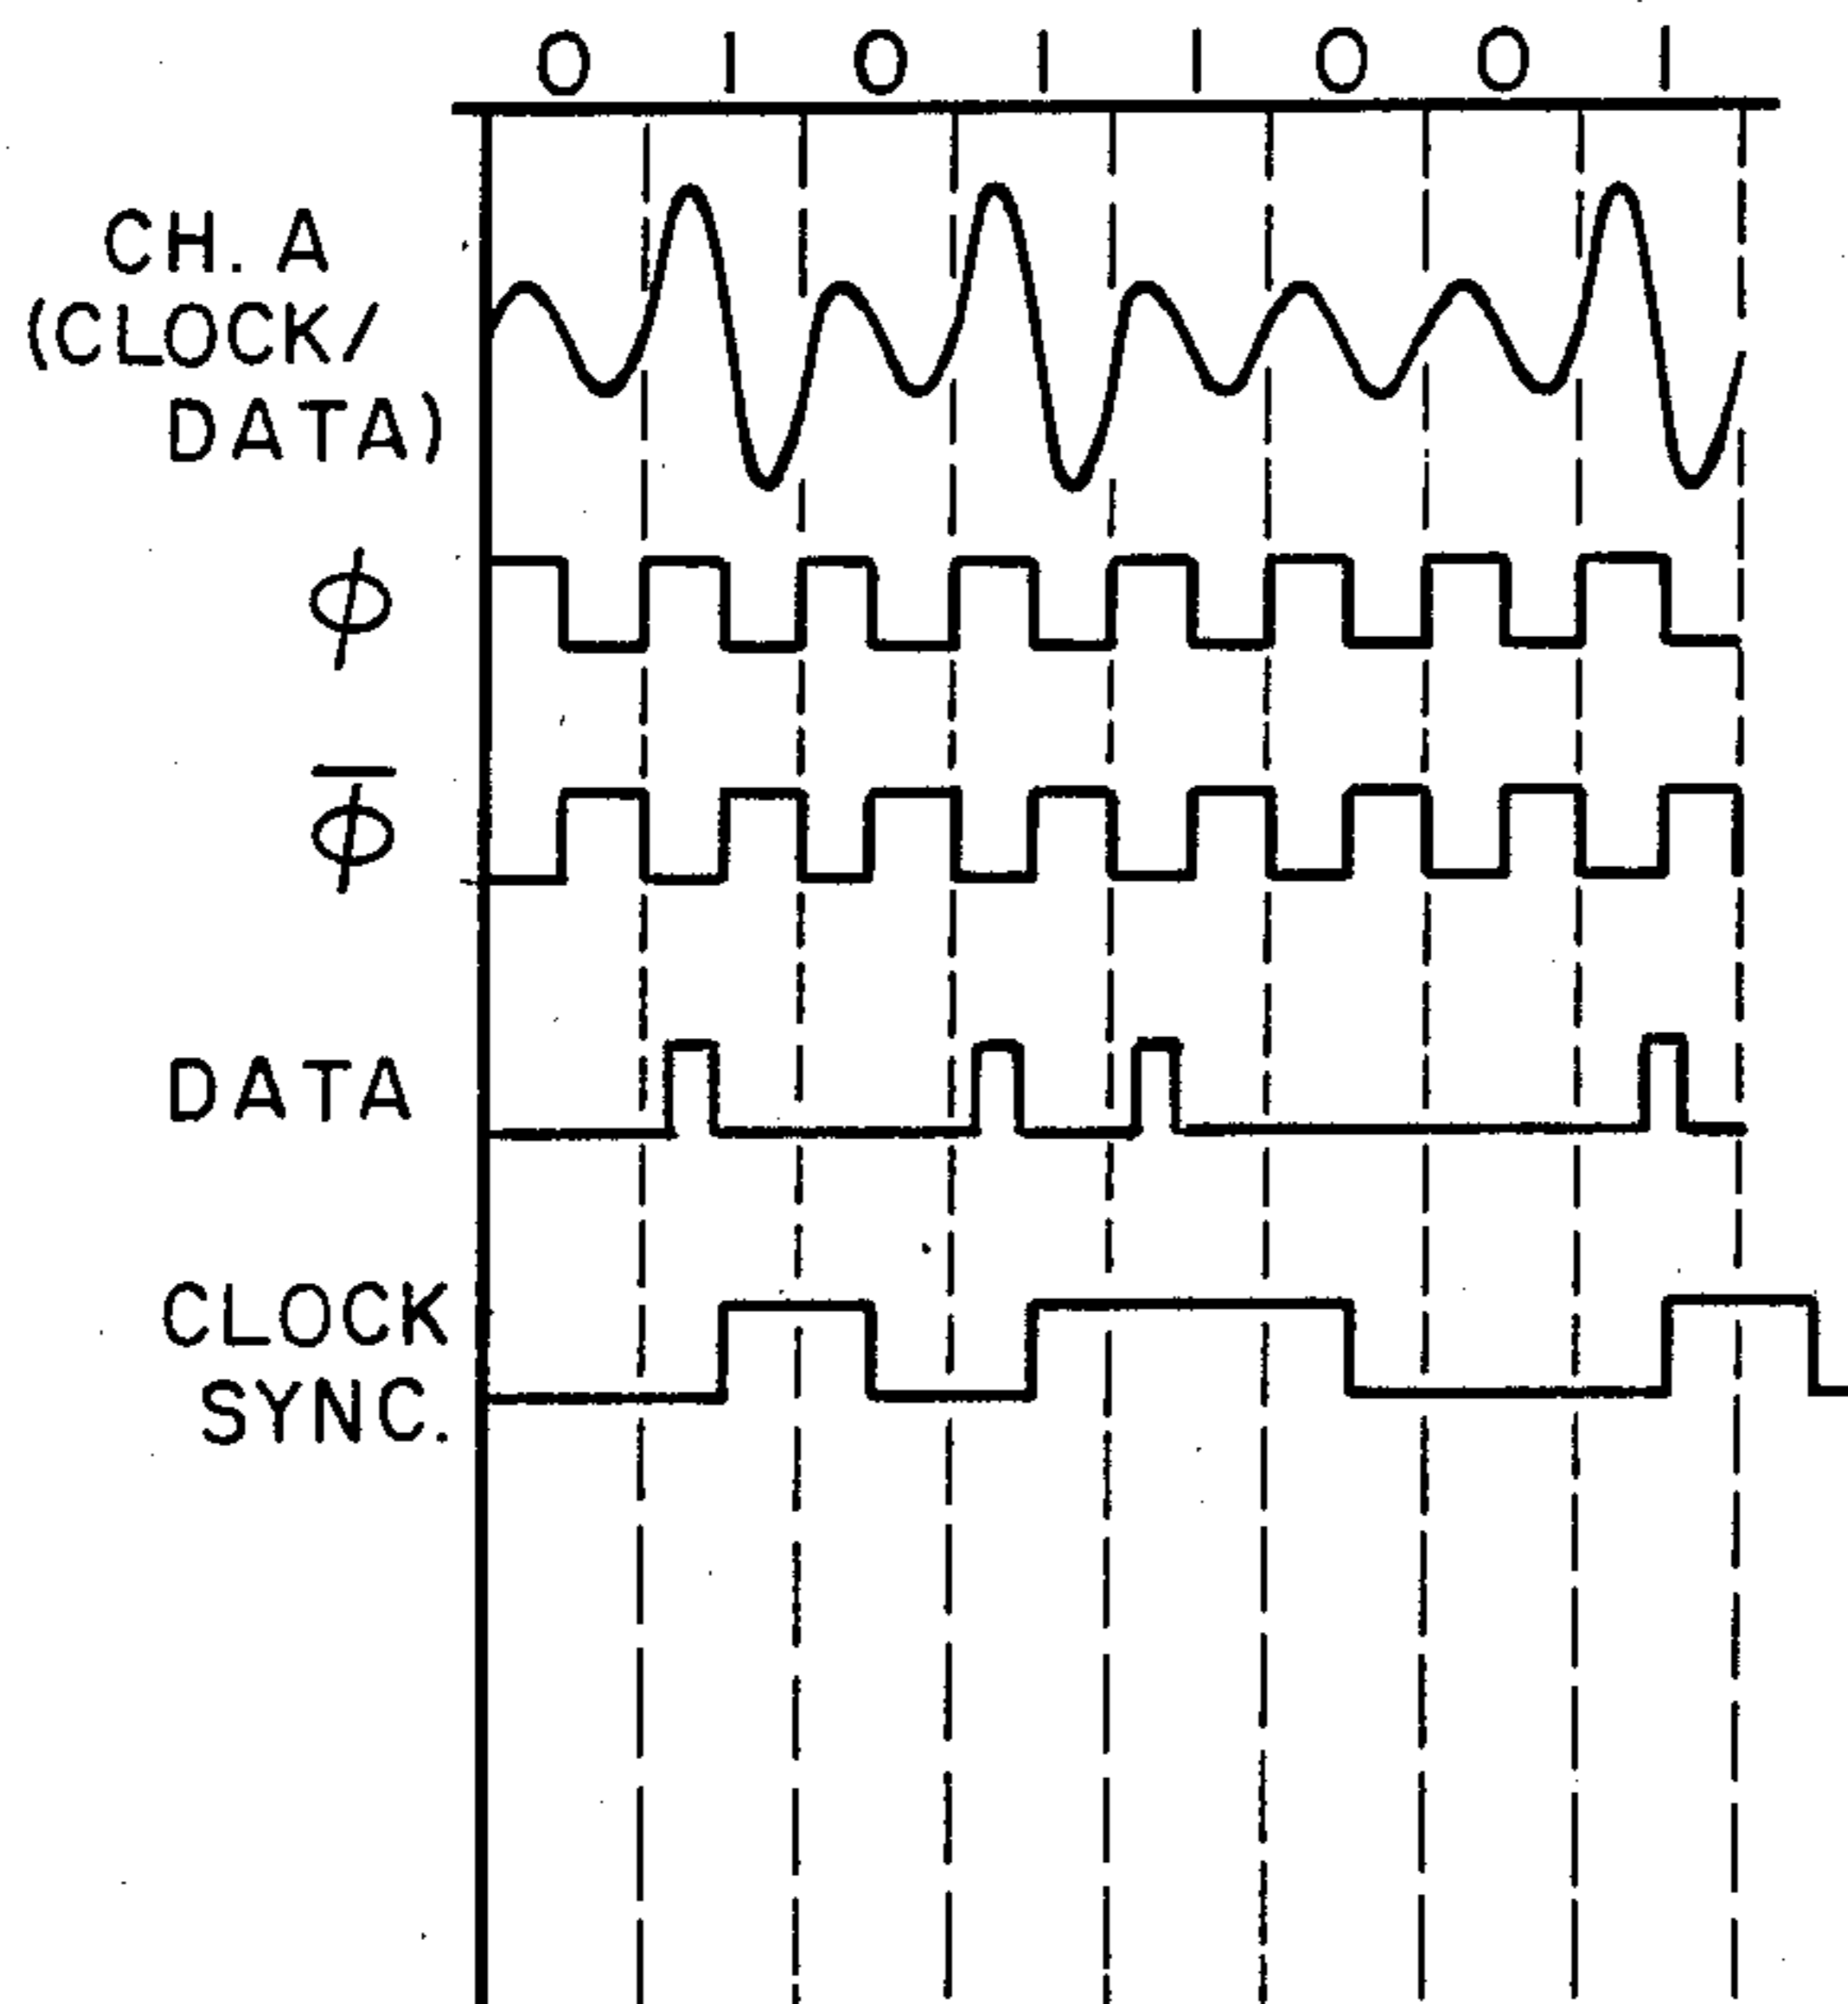 0 1 0 1 1 0 0 1
CH. A
(CLOCK/
DATA)
ϕ
ϕ̅
DATA
CLOCK
SYNC.